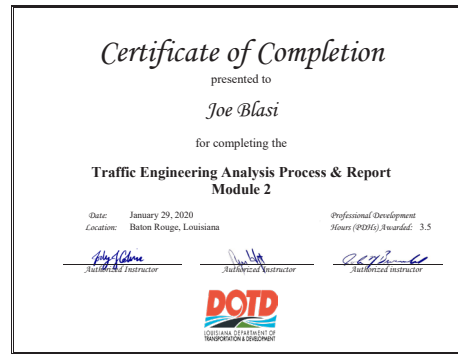 Certificate of Completion
presented to
Joe Blasi
for completing the
Traffic Engineering Analysis Process & Report
Module 2
Date: January 29, 2020
Location: Baton Rouge, Louisiana
Professional Development
Hours (PDHs) Awarded: 3.5
Authorized Instructor
Authorized Instructor
Authorized instructor
DOTD
LOUISIANA DEPARTMENT OF
TRANSPORTATION & DEVELOPMENT